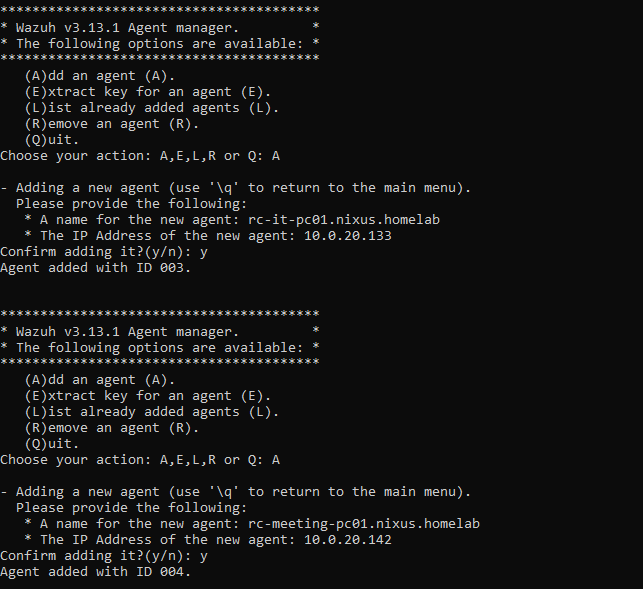 ****************************************
* Wazuh v3.13.1 Agent manager.         *
* The following options are available: *
****************************************
   (A)dd an agent (A).
   (E)xtract key for an agent (E).
   (L)ist already added agents (L).
   (R)emove an agent (R).
   (Q)uit.
Choose your action: A,E,L,R or Q: A

- Adding a new agent (use '\q' to return to the main menu).
  Please provide the following:
   * A name for the new agent: rc-it-pc01.nixus.homelab
   * The IP Address of the new agent: 10.0.20.133
Confirm adding it?(y/n): y
Agent added with ID 003.


****************************************
* Wazuh v3.13.1 Agent manager.         *
* The following options are available: *
****************************************
   (A)dd an agent (A).
   (E)xtract key for an agent (E).
   (L)ist already added agents (L).
   (R)emove an agent (R).
   (Q)uit.
Choose your action: A,E,L,R or Q: A

- Adding a new agent (use '\q' to return to the main menu).
  Please provide the following:
   * A name for the new agent: rc-meeting-pc01.nixus.homelab
   * The IP Address of the new agent: 10.0.20.142
Confirm adding it?(y/n): y
Agent added with ID 004.